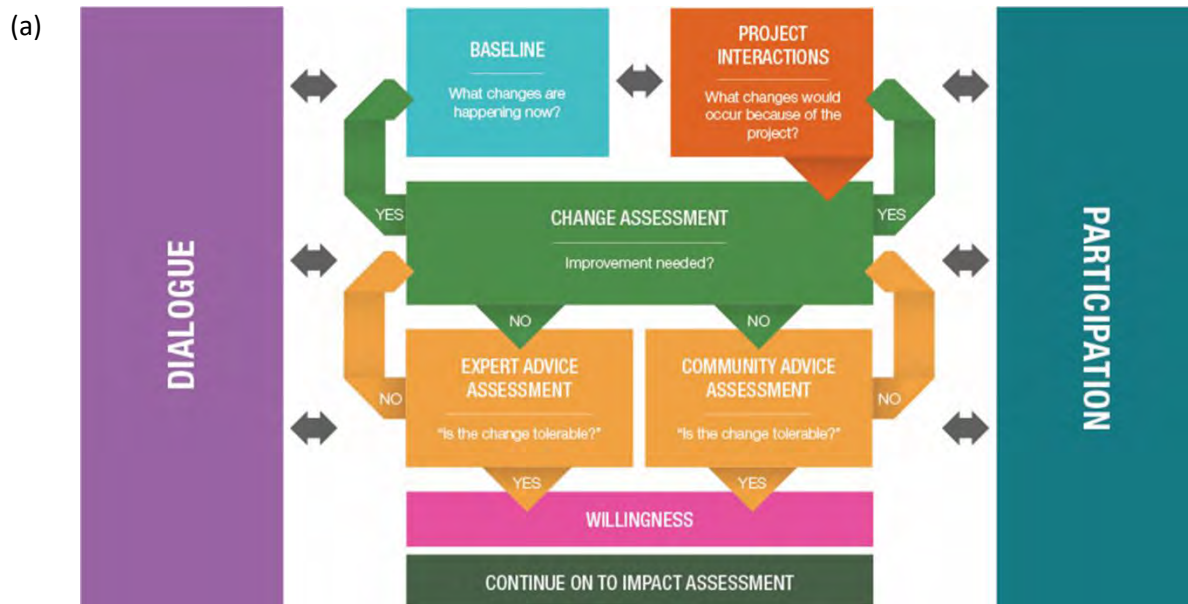 (a)
DIALOGUE
BASELINE
What changes are
happening now?
PROJECT
INTERACTIONS
What changes would
occur because of the
project?
YES
CHANGE ASSESSMENT
Improvement needed?
YES
NO
NO
EXPERT ADVICE
ASSESSMENT
"Is the change tolerable?"
NO
COMMUNITY ADVICE
ASSESSMENT
"Is the change tolerable?"
NO
YES
YES
WILLINGNESS
CONTINUE ON TO IMPACT ASSESSMENT
PARTICIPATION